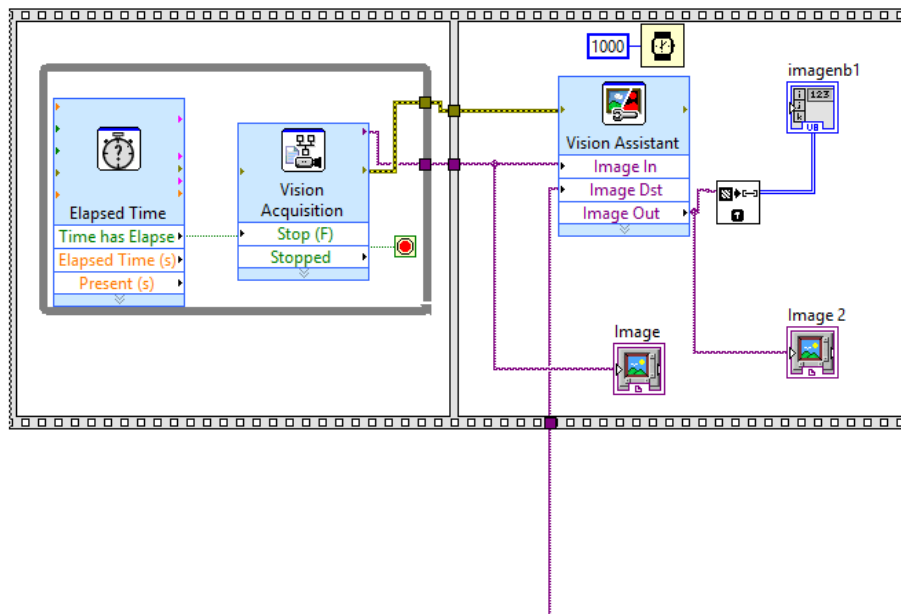 1000
imagenb1
i
j
k
123
U8
Elapsed Time
Time has Elapse
Elapsed Time (s)
Present (s)
?
Vision
Acquisition
Stop (F)
Stopped
Vision Assistant
Image In
Image Dst
Image Out
Image
Image 2